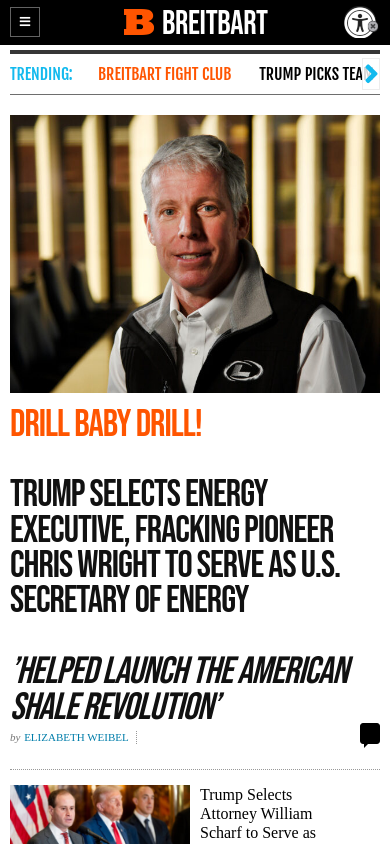 BREITBART
TRENDING:
BREITBART FIGHT CLUB
TRUMP PICKS
DRILL BABY DRILL!
TRUMP SELECTS ENERGY
EXECUTIVE, FRACKING PIONEER
CHRIS WRIGHT TO SERVE AS U.S.
SECRETARY OF ENERGY
’HELPED LAUNCH THE AMERICAN
SHALE REVOLUTION’
by ELIZABETH WEIBEL
Trump Selects
Attorney William
Scharf to Serve as